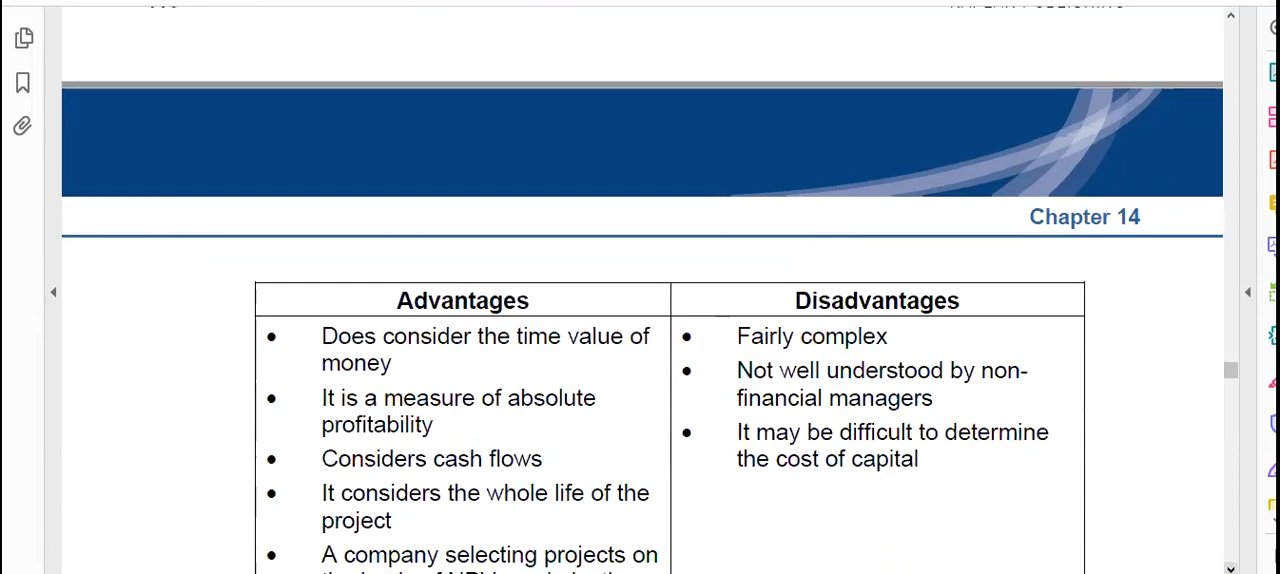 Chapter 14
Advantages
Disadvantages
• Does consider the time value of
money
• It is a measure of absolute
profitability
• Considers cash flows
• It considers the whole life of the
project
• A company selecting projects on
• Fairly complex
• Not well understood by non-
financial managers
• It may be difficult to determine
the cost of capital